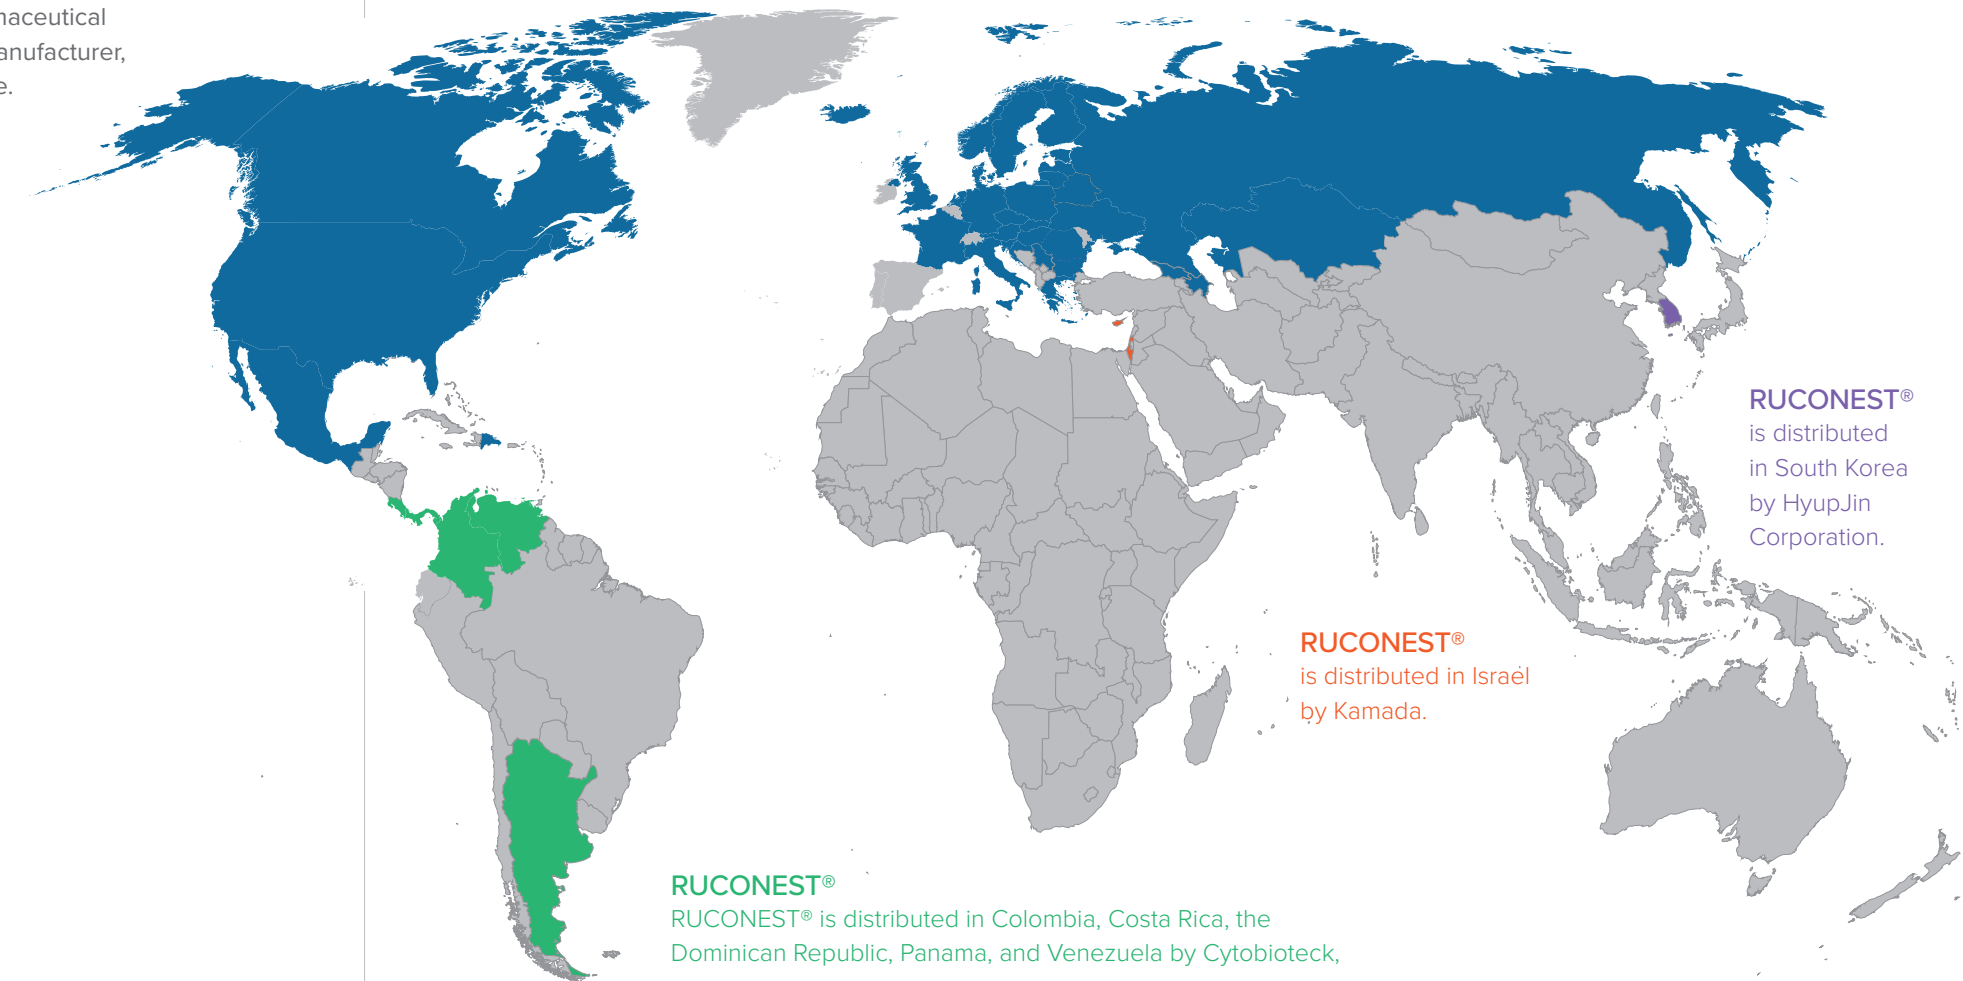 anufacturer,
e.
RUCONEST®
is distributed
in South Korea
by HyupJin
Corporation.
RUCONEST®
is distributed in Israel
by Kamada.
RUCONEST®
RUCONEST® is distributed in Colombia, Costa Rica, the
Dominican Republic, Panama, and Venezuela by Cytobioteck,